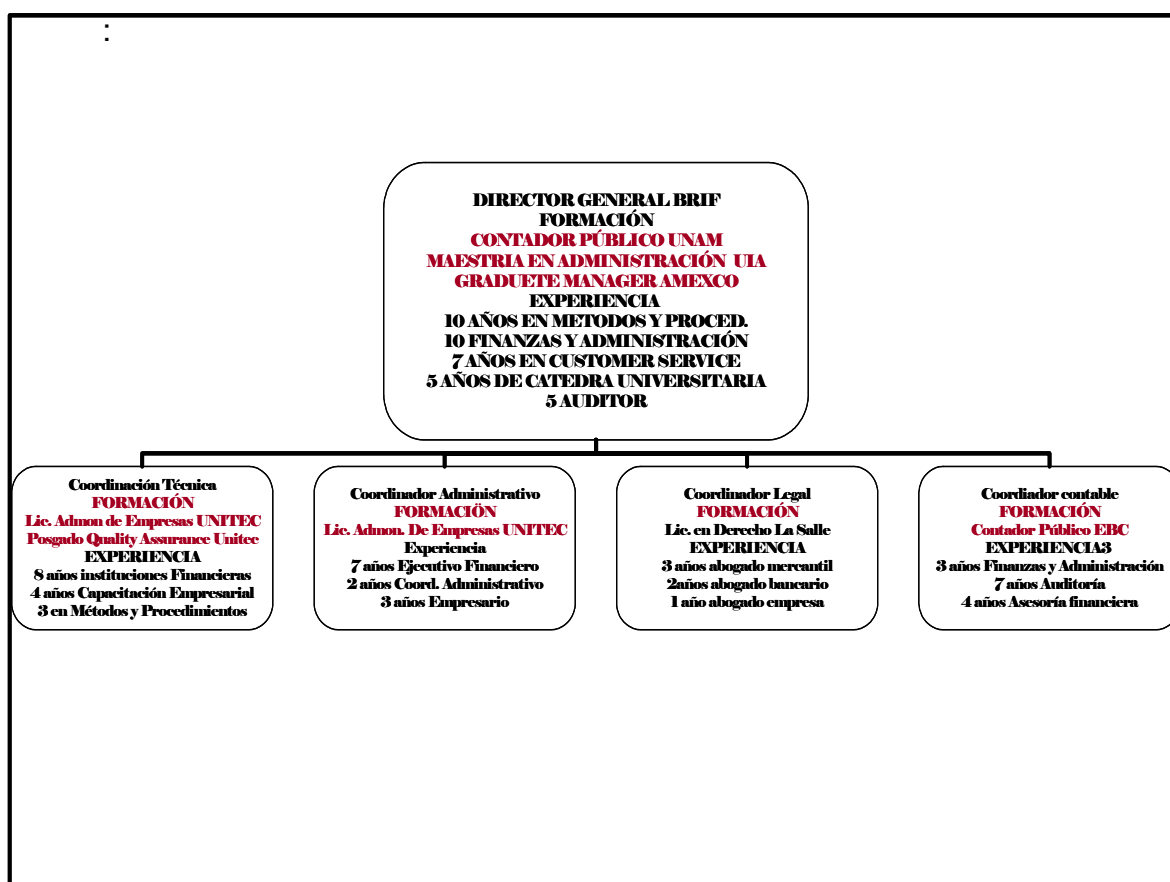 :
DIRECTOR GENERAL BRIF
FORMACIÓN
CONTADOR PÚBLICO UNAM
MAESTRIA EN ADMINISTRACIÓN UIA
GRADUETE MANAGER AMEXCO
EXPERIENCIA
10 AÑOS EN METODOS Y PROCED.
10 FINANZAS Y ADMINISTRACIÓN
7 AÑOS EN CUSTOMER SERVICE
5 AÑOS DE CATEDRA UNIVERSITARIA
5 AUDITOR
Coordinación Técnica
FORMACIÓN
Lic. Admon de Empresas UNITEC
Posgado Quality Assurance Unitec
EXPERIENCIA
8 años instituciones Financieras
4 años Capacitación Empresarial
3 en Métodos y Procedimientos
Coordinador Administrativo
FORMACIÖN
Lic. Admon. De Empresas UNITEC
Experiencia
7 años Ejecutivo Financiero
2 años Coord. Administrativo
3 años Empresario
Coordinador Legal
FORMACIÓN
Lic. en Derecho La Salle
EXPERIENCIA
3 años abogado mercantil
2años abogado bancario
1 año abogado empresa
Coordiador contable
FORMACIÓN
Contador Público EBC
EXPERIENCIA3
3 años Finanzas y Administración
7 años Auditoría
4 años Asesoría financiera